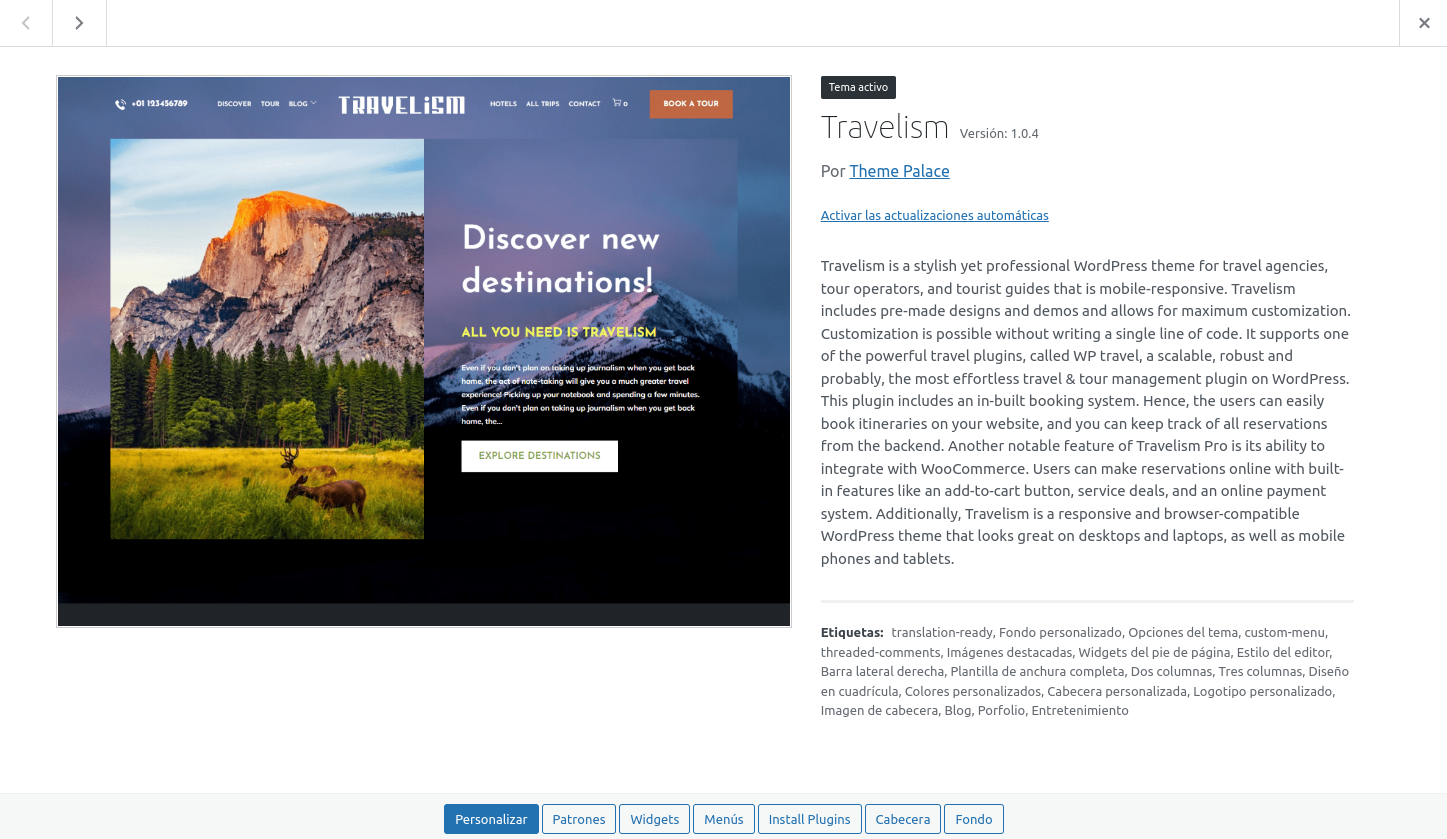 +01 123456789
DISCOVER TOUR BLOG
TRAVELISM
HOTELS ALL TRIPS CONTACT 0
BOOK A TOUR
Discover new
destinations!
ALL YOU NEED IS TRAVELISM
Even if you don't plan on taking up journalism when you get back
home, the act of note-taking will give you a much greater travel
experience! Picking up your notebook and spending a few minutes.
Even if you don't plan on taking up journalism when you get back
home, the...
EXPLORE DESTINATIONS
Tema activo
Travelism Versión: 1.0.4
Por Theme Palace
Activar las actualizaciones automáticas
Travelism is a stylish yet professional WordPress theme for travel agencies,
tour operators, and tourist guides that is mobile-responsive. Travelism
includes pre-made designs and demos and allows for maximum customization.
Customization is possible without writing a single line of code. It supports one
of the powerful travel plugins, called WP travel, a scalable, robust and
probably, the most effortless travel & tour management plugin on WordPress.
This plugin includes an in-built booking system. Hence, the users can easily
book itineraries on your website, and you can keep track of all reservations
from the backend. Another notable feature of Travelism Pro is its ability to
integrate with WooCommerce. Users can make reservations online with built-
in features like an add-to-cart button, service deals, and an online payment
system. Additionally, Travelism is a responsive and browser-compatible
WordPress theme that looks great on desktops and laptops, as well as mobile
phones and tablets.
Etiquetas: translation-ready, Fondo personalizado, Opciones del tema, custom-menu,
threaded-comments, Imágenes destacadas, Widgets del pie de página, Estilo del editor,
Barra lateral derecha, Plantilla de anchura completa, Dos columnas, Tres columnas, Diseño
en cuadrícula, Colores personalizados, Cabecera personalizada, Logotipo personalizado,
Imagen de cabecera, Blog, Porfolio, Entretenimiento
Personalizar Patrones Widgets Menús Install Plugins Cabecera Fondo